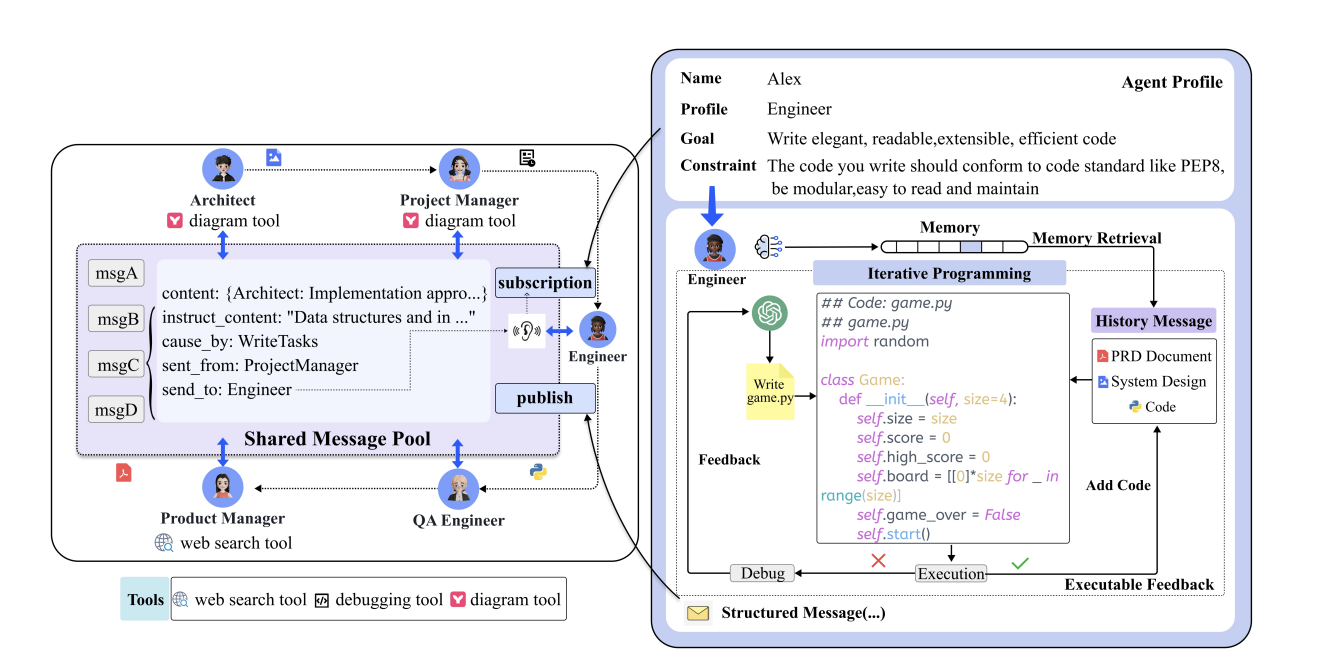 Architect
diagram tool
Project Manager
diagram tool
msgA
msgB
msgC
msgD
content: {Architect: Implementation appro...}
instruct_content: "Data structures and in ..."
cause_by: WriteTasks
sent_from: ProjectManager
send_to: Engineer
Shared Message Pool
subscription
Engineer
publish
Product Manager
web search tool
QA Engineer
Tools
web search tool
debugging tool
diagram tool
Agent Profile
Name Alex
Profile Engineer
Goal Write elegant, readable,extensible, efficient code
Constraint The code you write should conform to code standard like PEP8,
be modular,easy to read and maintain
Engineer
Memory
Memory Retrieval
Iterative Programming
Write
game.py
## Code: game.py
## game.py
import random
class Game:
def __init__(self, size=4):
self.size = size
self.score = 0
self.high_score = 0
self.board = [[0]*size for _ in
range(size)]
self.game_over = False
self.start()
History Message
PRD Document
System Design
Code
Feedback
Add Code
Debug
Execution
Executable Feedback
Structured Message(...)